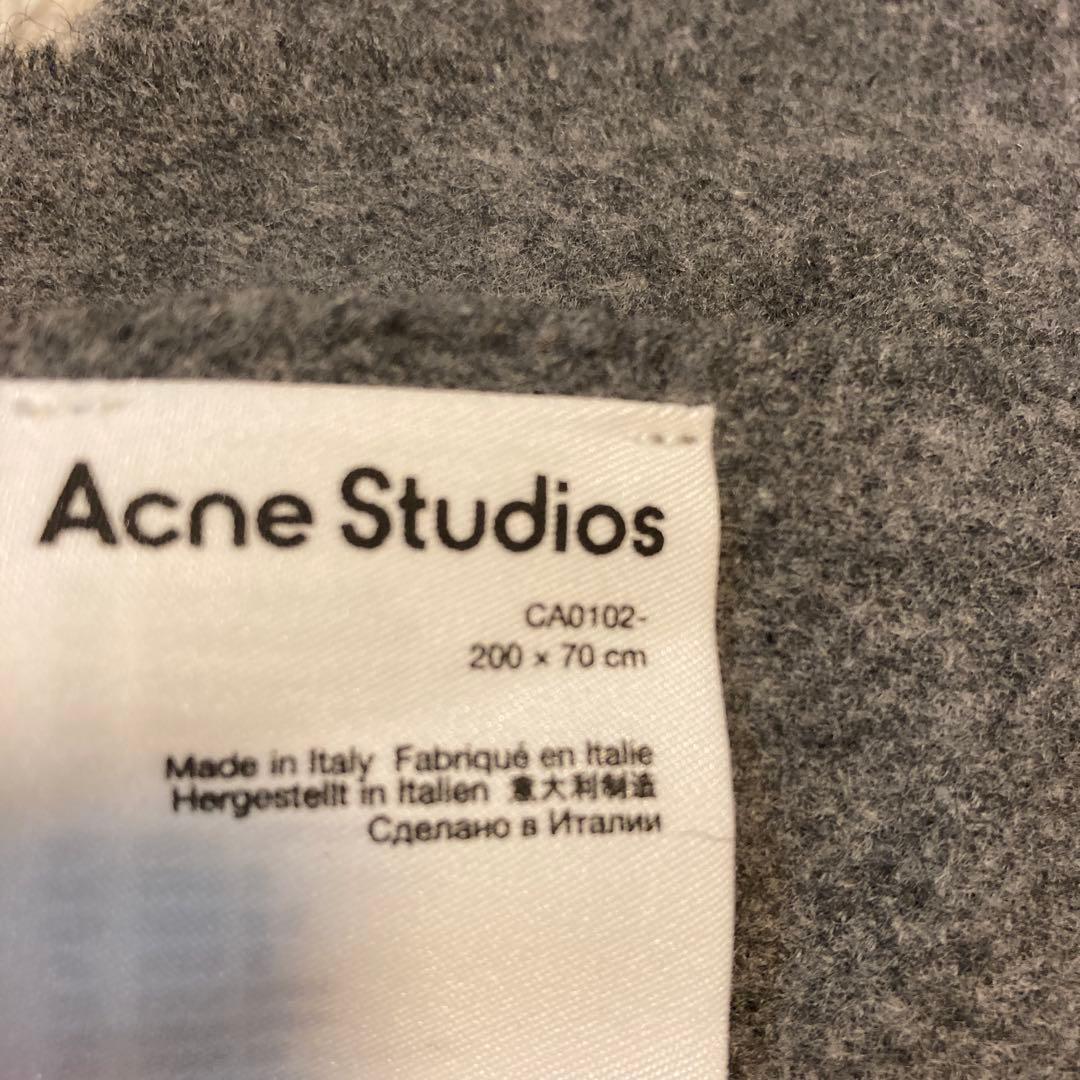 Acne Studios
CA0102-
200 × 70 cm
Made in Italy Fabriqué en Italie
Hergestellt in Italien 意大利制造
Сделано в Италии